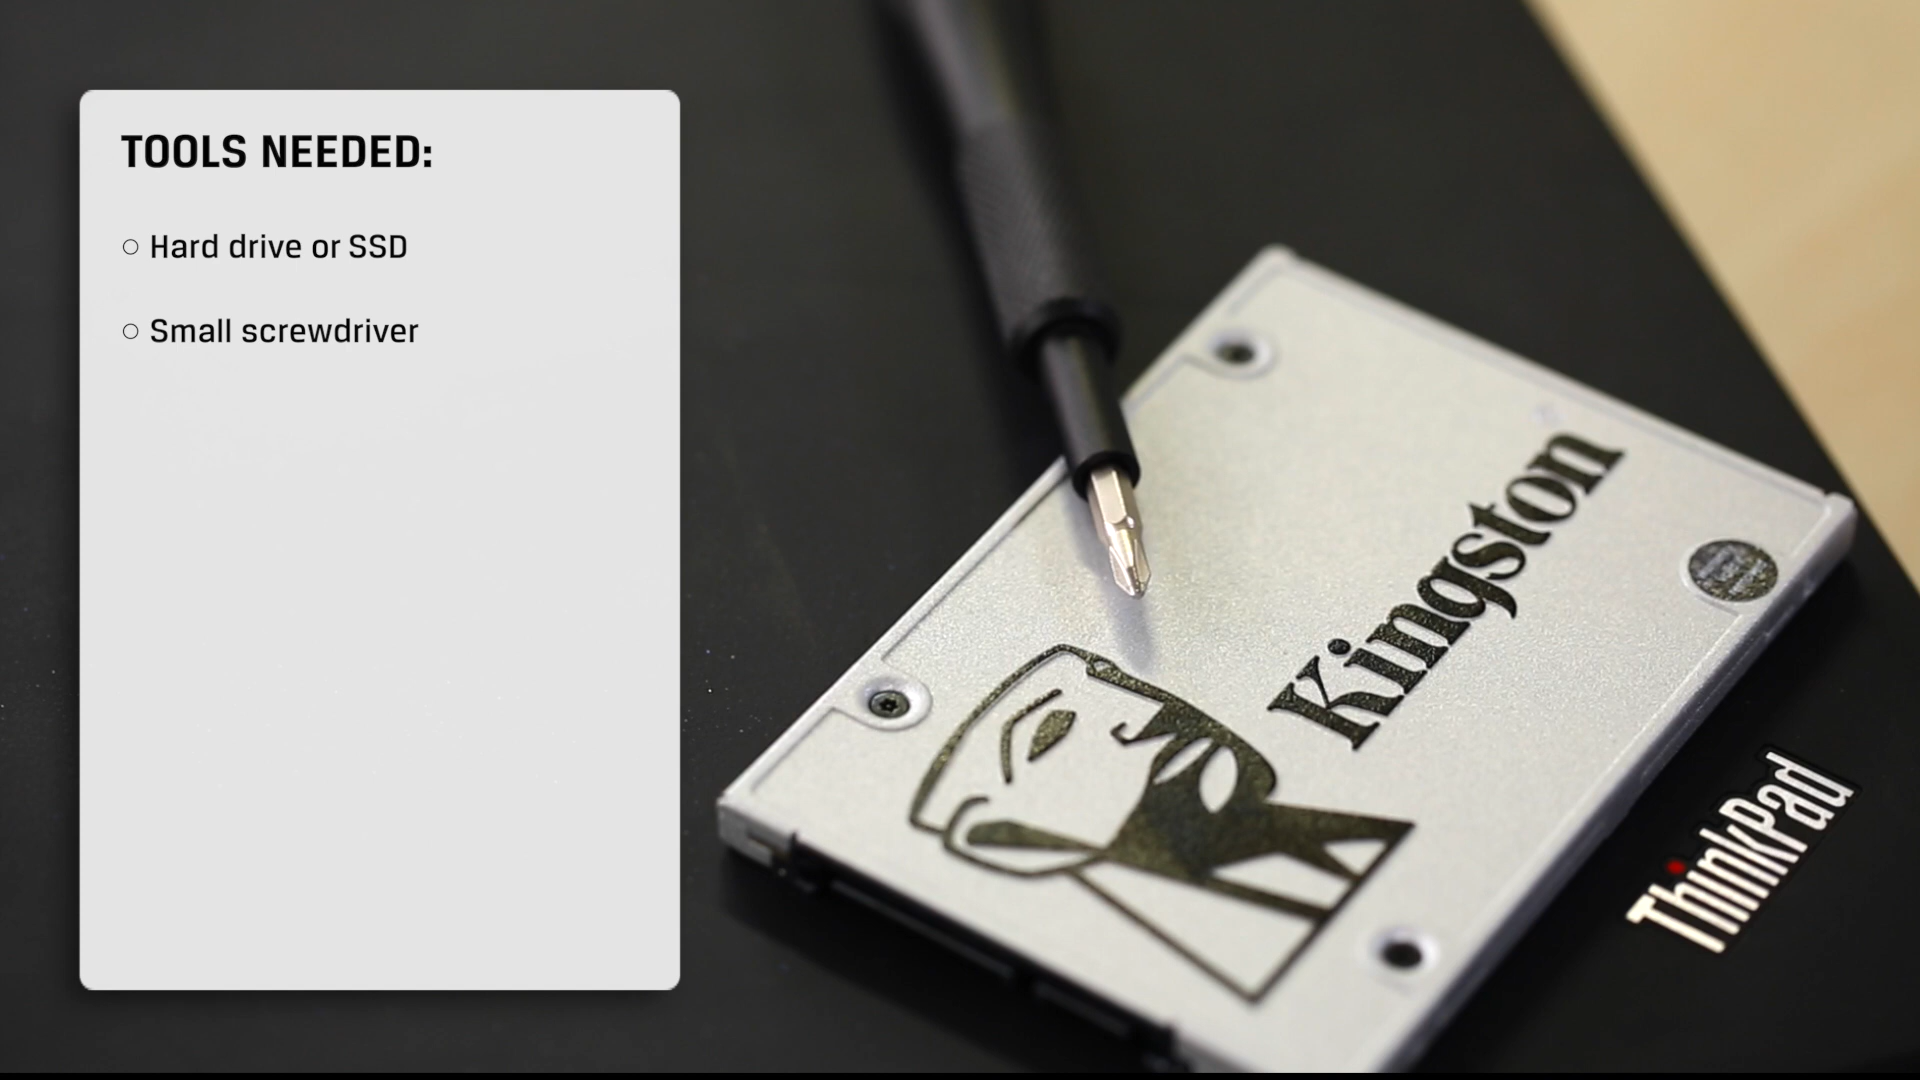 TOOLS NEEDED:
○ Hard drive or SSD
○ Small screwdriver
Kingston
ThinkPad